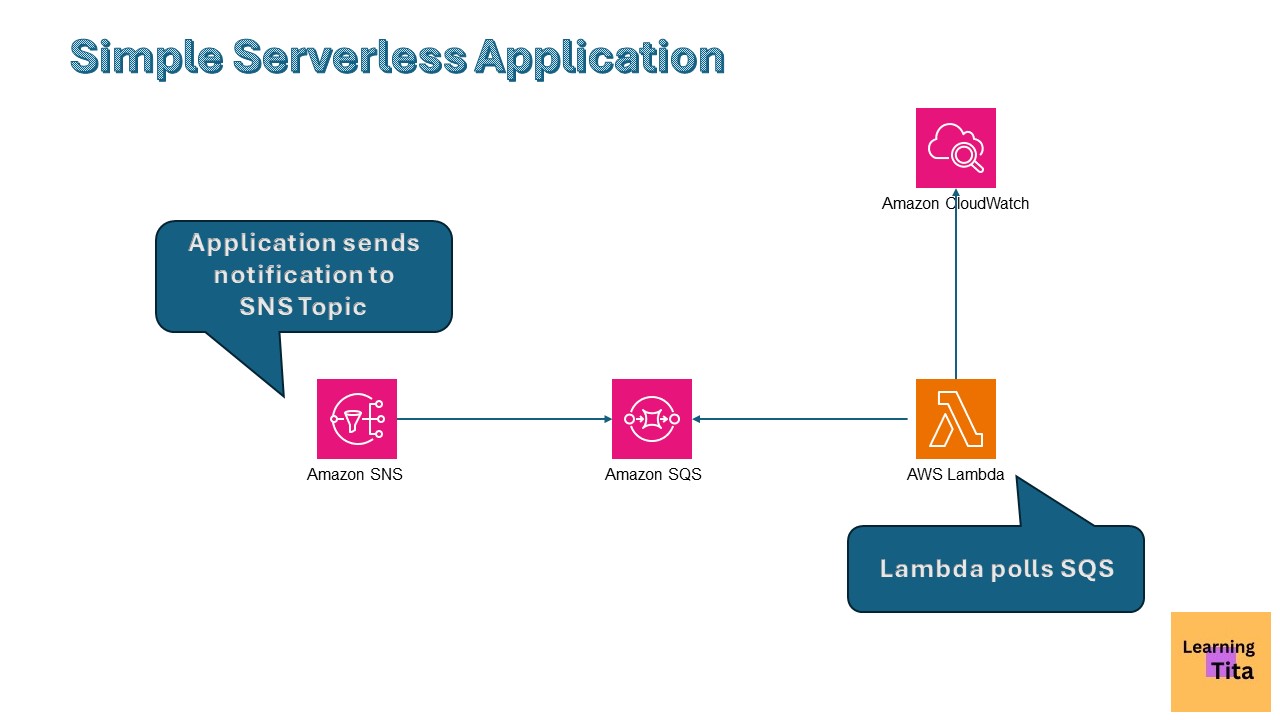 Simple Serverless Application
Amazon CloudWatch
Application sends
notification to
SNS Topic
Amazon SNS
Amazon SQS
AWS Lambda
Lambda polls SQS
Learning
Tita